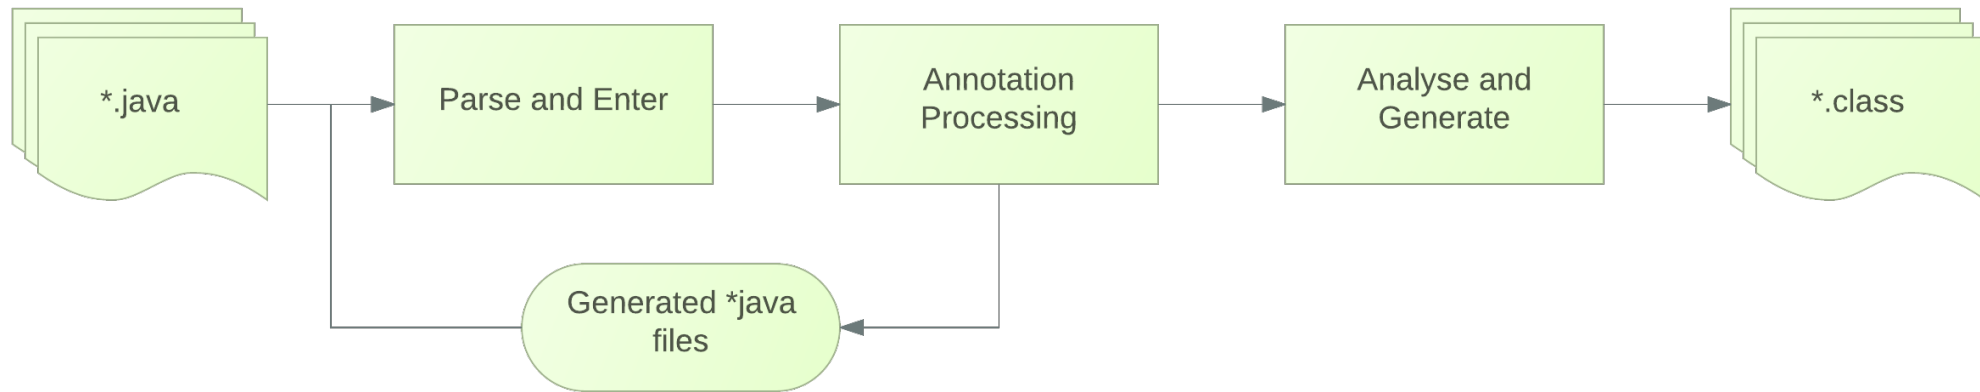 *.java
Parse and Enter
Annotation
Processing
Analyse and
Generate
*.class
Generated *java
files